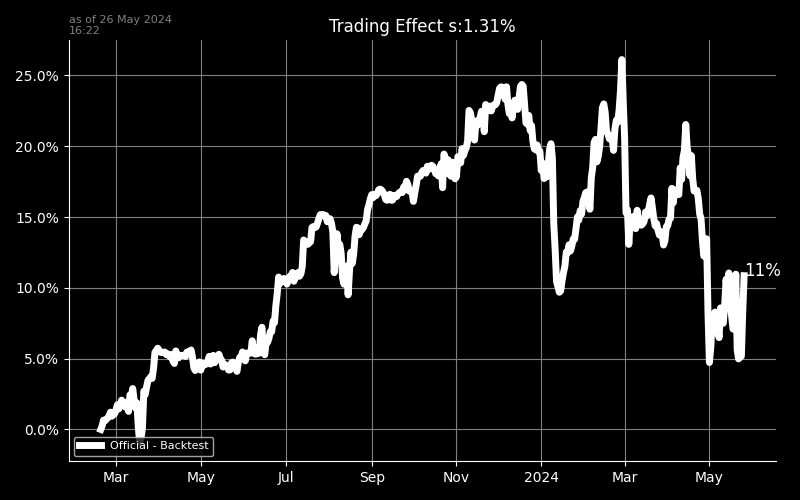 as of 26 May 2024
16:22
Trading Effect s:1.31%
25.0%
20.0%
15.0%
10.0%
5.0%
0.0%
11%
Official - Backtest
Mar May Jul Sep Nov 2024 Mar May